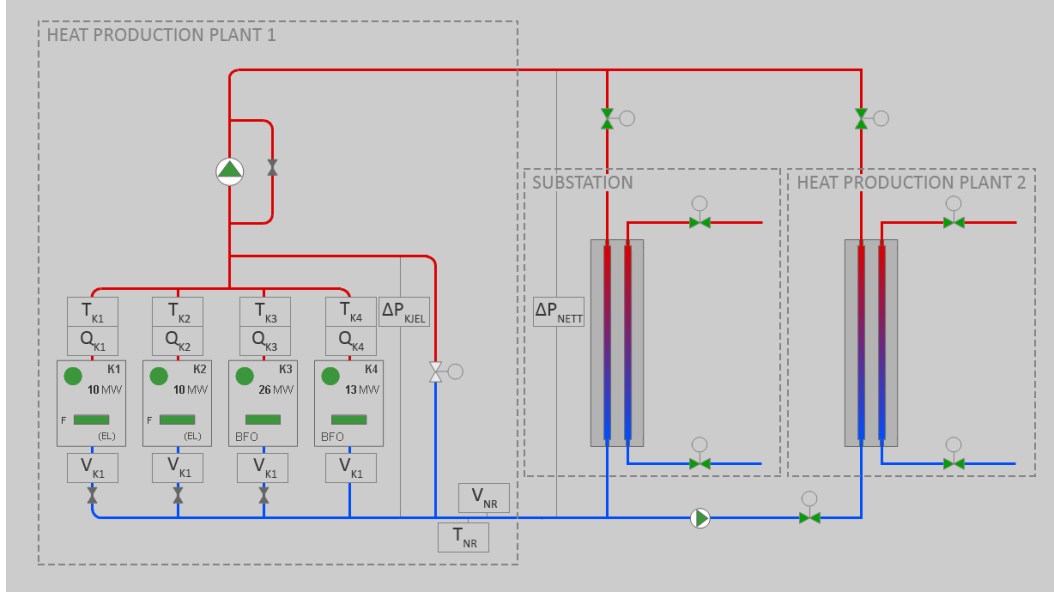 HEAT PRODUCTION PLANT 1
SUBSTATION
HEAT PRODUCTION PLANT 2
T K1
T K2
T K3
T K4
ΔP KJEL
ΔP NETT
Q K1
Q K2
Q K3
Q K4
K1
10 MW
F
(EL)
K2
10 MW
F
(EL)
K3
26 MW
BFO
K4
13 MW
BFO
V K1
V K1
V K1
V K1
V NR
T NR